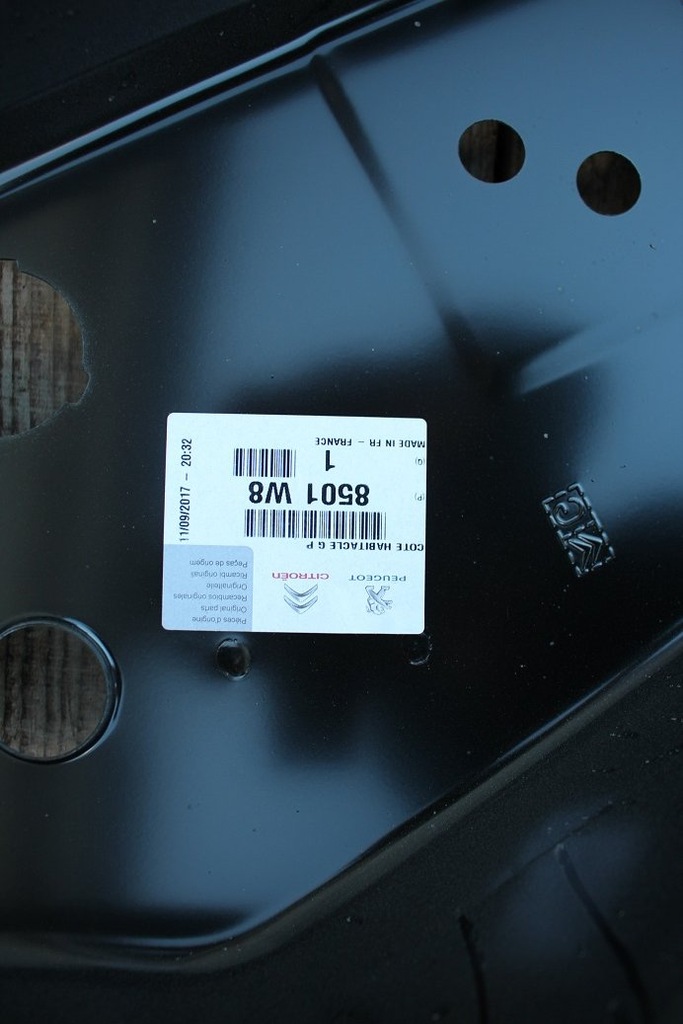 PEUGEOT
CITROËN
Pièces d'origine
Original parts
Recambios originales
Originalteile
Ricambi originali
Peças de origem
COTE HABITACLE G P
(P) 8501 W8
(Q) 1
MADE IN FR - FRANCE
11/09/2017 - 20:32